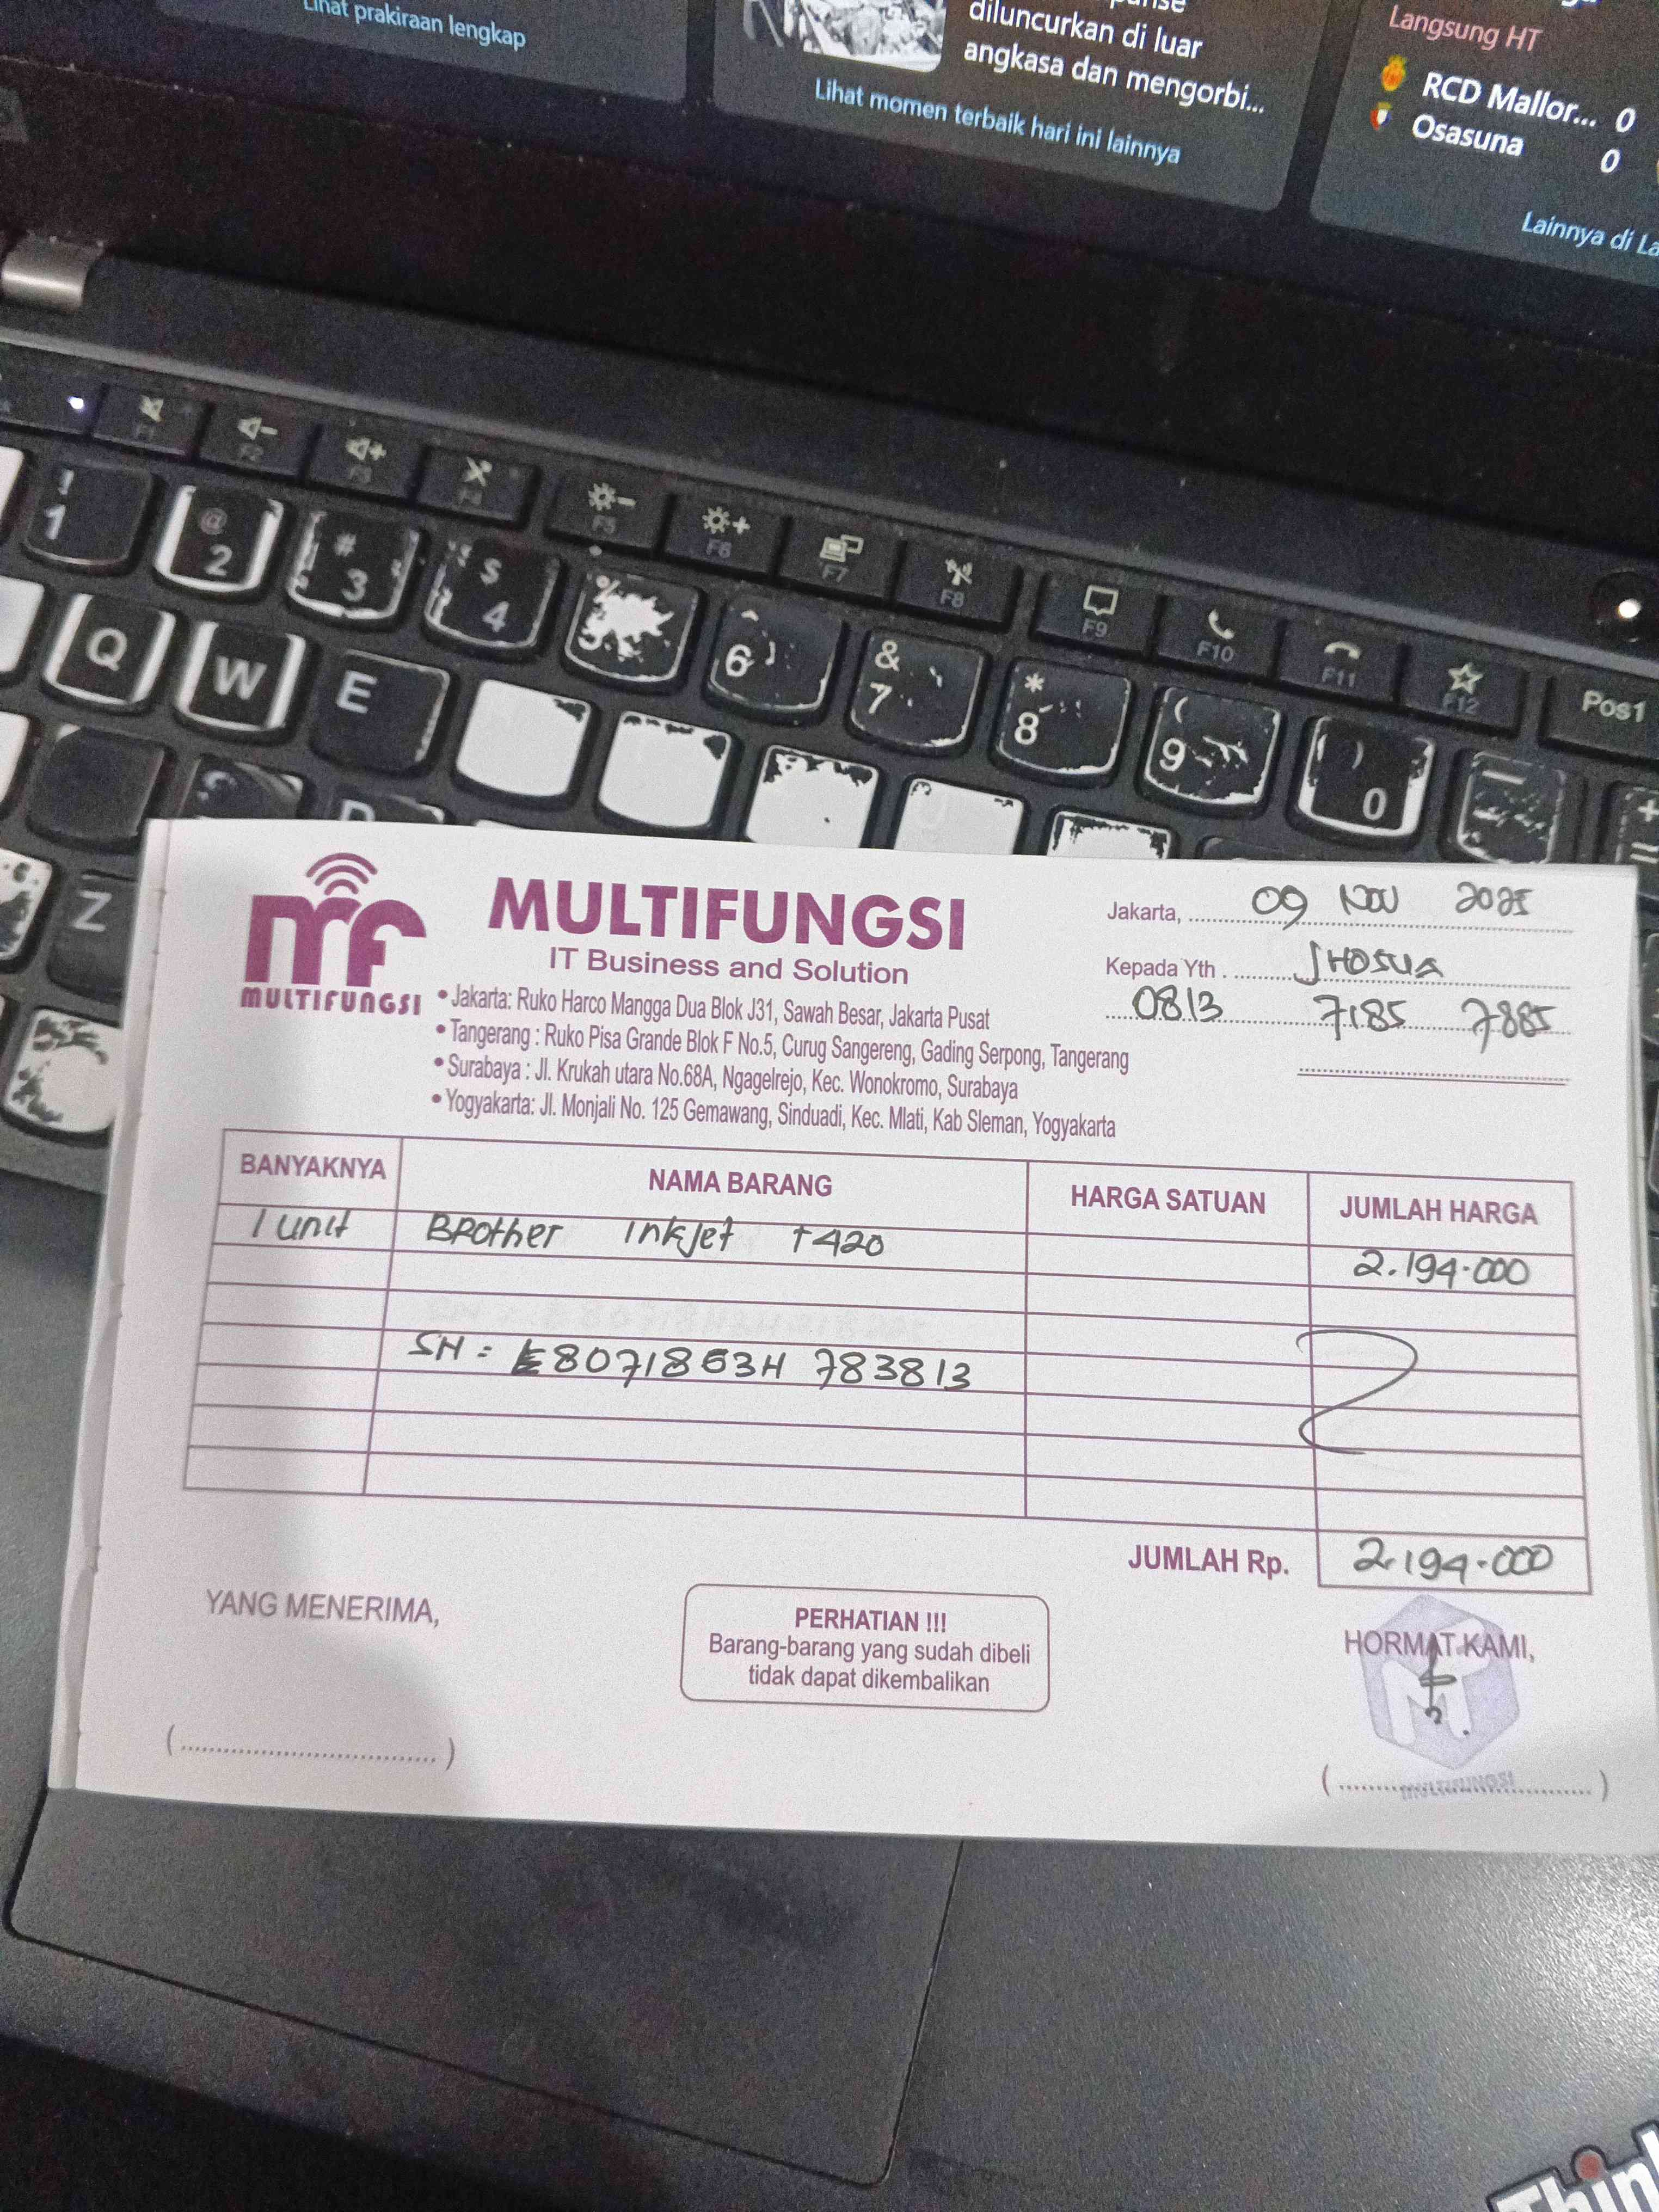 Lihat prakiraan lengkap
diluncurkan di luar
angkasa dan mengorbi...
Lihat momen terbaik hari ini lainnya
Langsung HT
RCD Mallor... 0
Osasuna 0
Lainnya di La
F1 F2 F3 F4 F5 F6 F7 F8 F9 F10 F11 F12 Pos1
! 1 @ 2 # 3 $ 4 % ^ 6 & 7 * 8 ( 9 ) 0
Q W E
Z
mf
MULTIFUNGSI
MULTIFUNGSI
IT Business and Solution
• Jakarta: Ruko Harco Mangga Dua Blok J31, Sawah Besar, Jakarta Pusat
• Tangerang : Ruko Pisa Grande Blok F No.5, Curug Sangereng, Gading Serpong, Tangerang
• Surabaya : Jl. Krukah utara No.68A, Ngagelrejo, Kec. Wonokromo, Surabaya
• Yogyakarta: Jl. Monjali No. 125 Gemawang, Sinduadi, Kec. Mlati, Kab Sleman, Yogyakarta
Jakarta, 09 NOV 2025
Kepada Yth . JHOSUA
0813 7185 7885
BANYAKNYA NAMA BARANG HARGA SATUAN JUMLAH HARGA
1 unit Brother Inkjet T420 2.194.000
SN = E80718G3H 783813
JUMLAH Rp. 2.194.000
YANG MENERIMA,
PERHATIAN !!!
Barang-barang yang sudah dibeli
tidak dapat dikembalikan
HORMAT KAMI,
MULTIFUNGSI